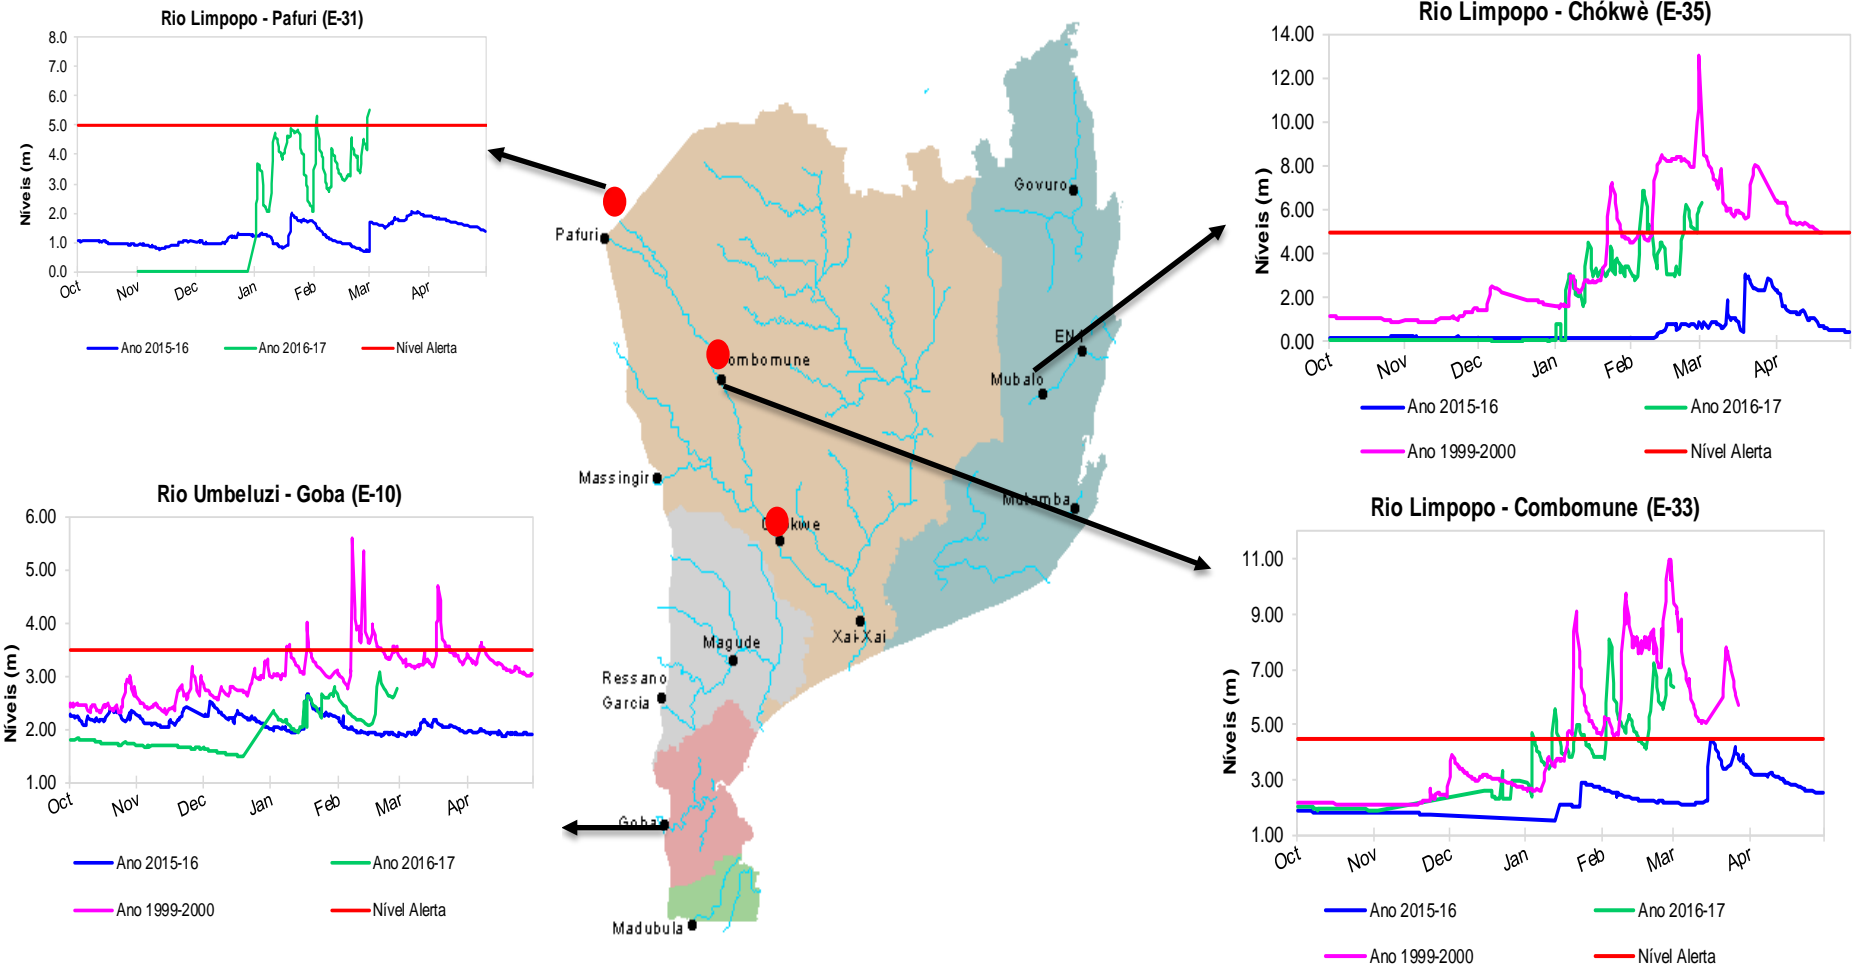 Rio Limpopo - Pafuri (E-31)
8.0
7.0
6.0
5.0
4.0
3.0
2.0
1.0
0.0
Níveis (m)
Oct Nov Dec Jan Feb Mar Apr
Ano 2015-16 Ano 2016-17 Nível Alerta
Rio Limpopo - Chókwè (E-35)
14.00
12.00
10.00
8.00
6.00
4.00
2.00
0.00
Níveis (m)
Oct Nov Dec Jan Feb Mar Apr
Ano 2015-16 Ano 2016-17
Ano 1999-2000 Nível Alerta
Govuro
Pafuri
EN1
ombomune
Mubalo
Massingir
Mutamba
kwe
Xai-Xai
Magude
Ressano
Garcia
Goba
Madubula
Rio Umbeluzi - Goba (E-10)
6.00
5.00
4.00
3.00
2.00
1.00
Níveis (m)
Oct Nov Dec Jan Feb Mar Apr
Ano 2015-16 Ano 2016-17
Ano 1999-2000 Nível Alerta
Rio Limpopo - Combomune (E-33)
11.00
9.00
7.00
5.00
3.00
1.00
Níveis (m)
Oct Nov Dec Jan Feb Mar Apr
Ano 2015-16 Ano 2016-17
Ano 1999-2000 Nível Alerta